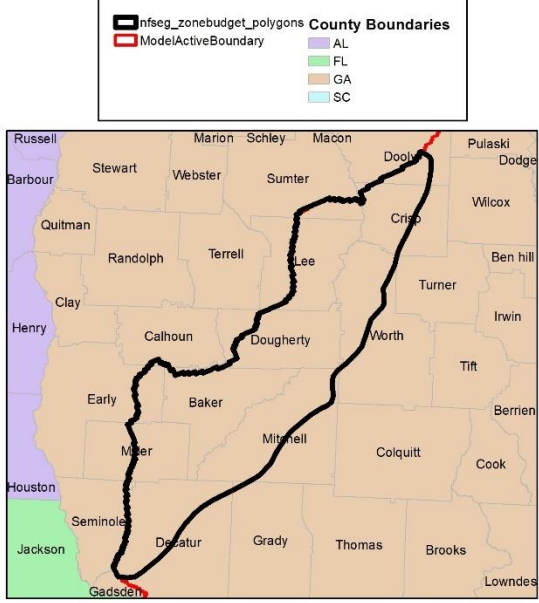 nfseg_zonebudget_polygons
ModelActiveBoundary
County Boundaries
AL
FL
GA
SC
Russell
Marion
Schley
Macon
Dooly
Pulaski
Dodge
Barbour
Stewart
Webster
Sumter
Wilcox
Quitman
Crisp
Randolph
Terrell
Lee
Ben hill
Turner
Clay
Irwin
Henry
Calhoun
Dougherty
Worth
Tift
Early
Baker
Berrien
Miller
Mitchell
Colquitt
Cook
Houston
Seminole
Jackson
Decatur
Grady
Thomas
Brooks
Lowndes
Gadsden